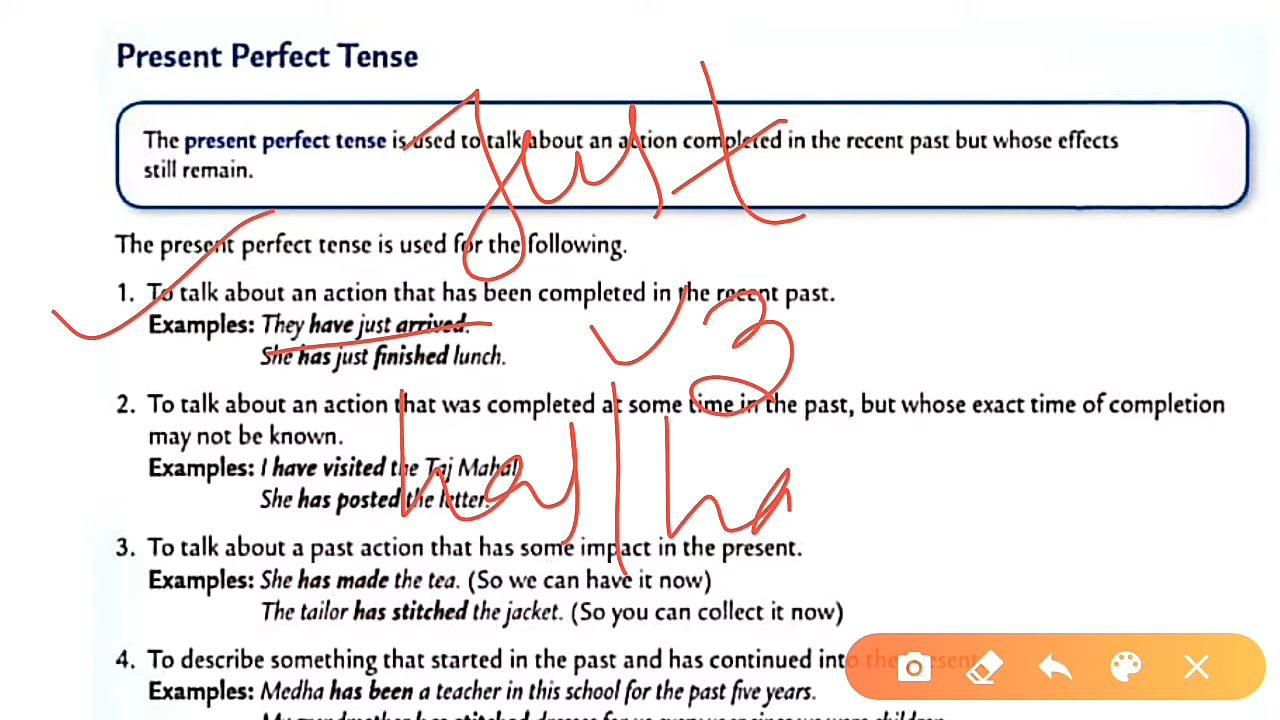 Present Perfect Tense
The present perfect tense is used to talk about an action completed in the recent past but whose effects
still remain.
Just
The present perfect tense is used for the following.
1. To talk about an action that has been completed in the recent past.
Examples: They have just arrived.
She has just finished lunch.
V3
2. To talk about an action that was completed at some time in the past, but whose exact time of completion
may not be known.
Examples: I have visited the Taj Mahal.
She has posted the letter.
has/ha
3. To talk about a past action that has some impact in the present.
Examples: She has made the tea. (So we can have it now)
The tailor has stitched the jacket. (So you can collect it now)
4. To describe something that started in the past and has continued into the present.
Examples: Medha has been a teacher in this school for the past five years.